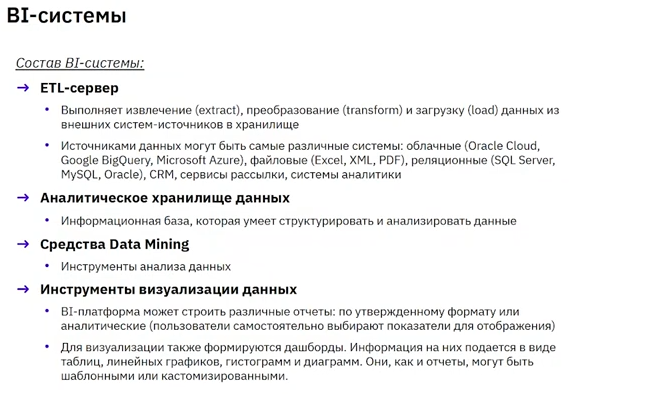 BI-системы
Состав BI-системы:
→ ETL-сервер
• Выполняет извлечение (extract), преобразование (transform) и загрузку (load) данных из
внешних систем-источников в хранилище
• Источниками данных могут быть самые различные системы: облачные (Oracle Cloud,
Google BigQuery, Microsoft Azure), файловые (Excel, XML, PDF), реляционные (SQL Server,
MySQL, Oracle), CRM, сервисы рассылки, системы аналитики
→ Аналитическое хранилище данных
• Информационная база, которая умеет структурировать и анализировать данные
→ Средства Data Mining
• Инструменты анализа данных
→ Инструменты визуализации данных
• BI-платформа может строить различные отчеты: по утвержденному формату или
аналитические (пользователи самостоятельно выбирают показатели для отображения)
• Для визуализации также формируются дашборды. Информация на них подается в виде
таблиц, линейных графиков, гистограмм и диаграмм. Они, как и отчеты, могут быть
шаблонными или кастомизированными.